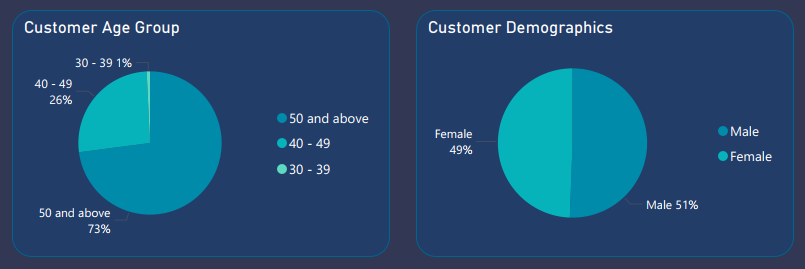 Customer Age Group
30 - 39 1%
40 - 49
26%
50 and above
73%
50 and above
40 - 49
30 - 39
Customer Demographics
Female
49%
Male 51%
Male
Female